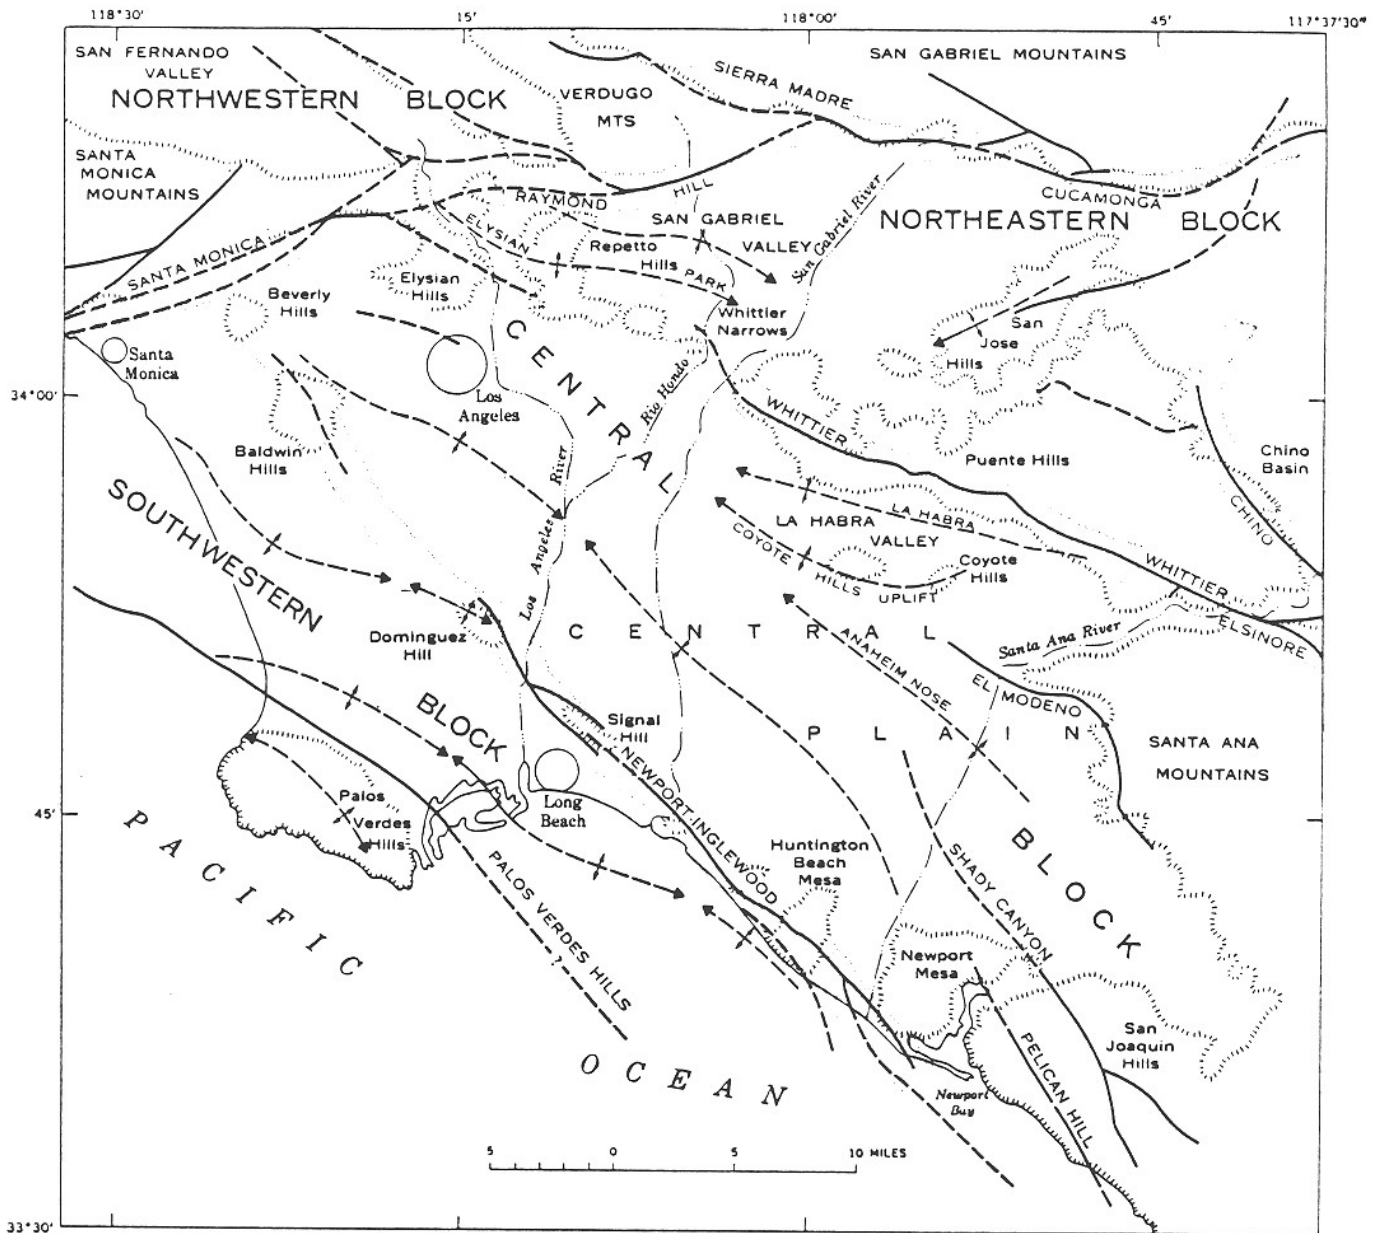 118°30'
15'
118°00'
45'
117°37'30"
SAN FERNANDO
VALLEY
NORTHWESTERN BLOCK
VERDUGO
MTS
SIERRA MADRE
SAN GABRIEL MOUNTAINS
SANTA
MONICA
MOUNTAINS
RAYMOND HILL
CUCAMONGA
SAN GABRIEL
VALLEY
San Gabriel River
NORTHEASTERN BLOCK
SANTA MONICA
ELYSIAN PARK
Repetto
Hills
Elysian
Hills
Beverly
Hills
Whittier
Narrows
San
Jose
Hills
Santa
Monica
Los
Angeles
CENTRAL
Rio Hondo
34°00'
WHITTIER
Puente Hills
Chino
Basin
CHINO
Baldwin
Hills
Los Angeles River
SOUTHWESTERN
BLOCK
LA HABRA
VALLEY
LA HABRA
COYOTE HILLS UPLIFT
Coyote
Hills
WHITTIER
ELSINORE
Santa Ana River
Dominguez
Hill
CENTRAL
PLAIN
ANAHEIM NOSE
EL MODENO
SANTA ANA
MOUNTAINS
Signal
Hill
NEWPORT-INGLEWOOD
Long
Beach
45'
Palos
Verdes
Hills
PALOS VERDES HILLS
?
Huntington
Beach
Mesa
SHADY CANYON
BLOCK
Newport
Mesa
PACIFIC
OCEAN
San
Joaquin
Hills
PELICAN HILL
Newport
Bay
5 0 5 10 MILES
33°30'